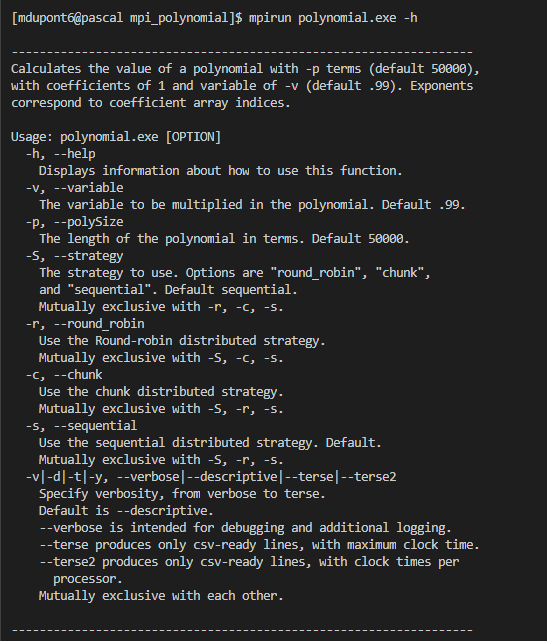 [mdupont6@pascal mpi_polynomial]$ mpirun polynomial.exe -h
------------------------------------------------------------------
Calculates the value of a polynomial with -p terms (default 50000),
with coefficients of 1 and variable of -v (default .99). Exponents
correspond to coefficient array indices.
Usage: polynomial.exe [OPTION]
-h, --help
Displays information about how to use this function.
-v, --variable
The variable to be multiplied in the polynomial. Default .99.
-p, --polySize
The length of the polynomial in terms. Default 50000.
-S, --strategy
The strategy to use. Options are "round_robin", "chunk",
and "sequential". Default sequential.
Mutually exclusive with -r, -c, -s.
-r, --round_robin
Use the Round-robin distributed strategy.
Mutually exclusive with -S, -c, -s.
-c, --chunk
Use the chunk distributed strategy.
Mutually exclusive with -S, -r, -s.
-s, --sequential
Use the sequential distributed strategy. Default.
Mutually exclusive with -S, -r, -s.
-v|-d|-t|-y, --verbose|--descriptive|--terse|--terse2
Specify verbosity, from verbose to terse.
Default is --descriptive.
--verbose is intended for debugging and additional logging.
--terse produces only csv-ready lines, with maximum clock time.
--terse2 produces only csv-ready lines, with clock times per
processor.
Mutually exclusive with each other.
------------------------------------------------------------------